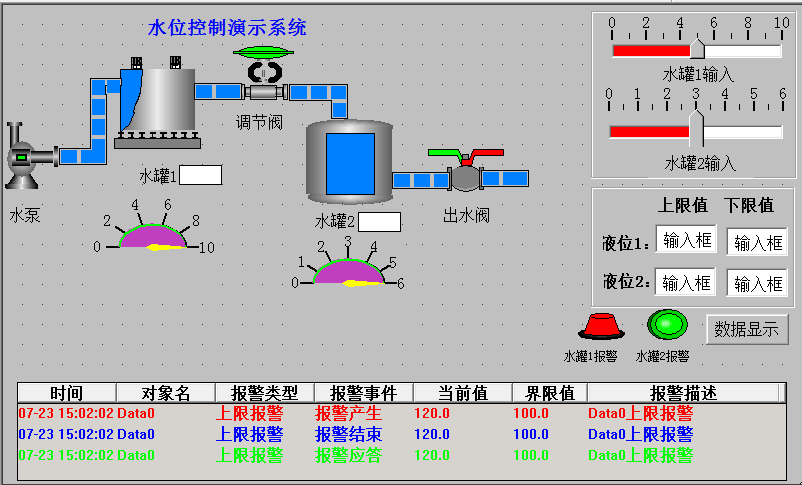 水位控制演示系统
0 2 4 6 8 10
水罐1输入
0 1 2 3 4 5 6
水罐2输入
调节阀
水罐1
水泵
水罐2
出水阀
0 2 4 6 8 10
0 1 2 3 4 5 6
上限值 下限值
液位1： 输入框 输入框
液位2： 输入框 输入框
水罐1报警 水罐2报警 数据显示
时间 对象名 报警类型 报警事件 当前值 界限值 报警描述
07-23 15:02:02 Data0 上限报警 报警产生 120.0 100.0 Data0上限报警
07-23 15:02:02 Data0 上限报警 报警结束 120.0 100.0 Data0上限报警
07-23 15:02:02 Data0 上限报警 报警应答 120.0 100.0 Data0上限报警